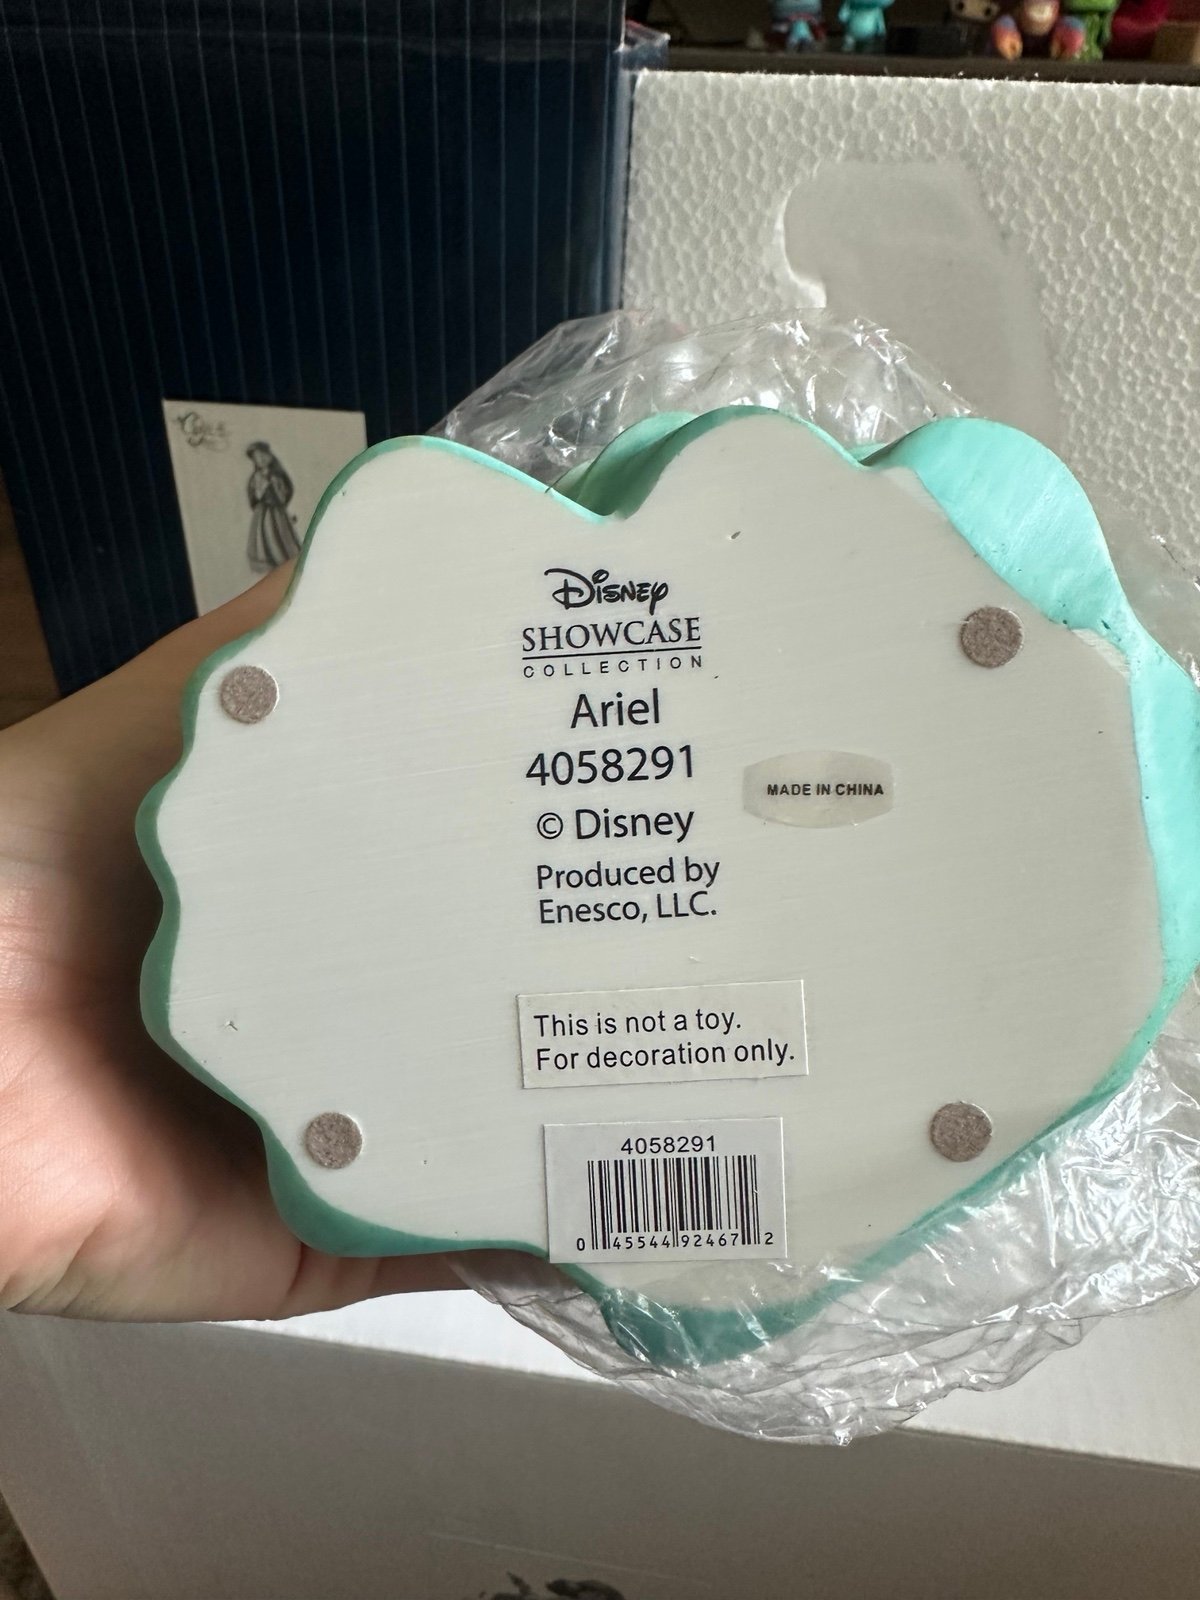 Disney
SHOWCASE
COLLECTION
Ariel
4058291
© Disney
Produced by
Enesco, LLC.
MADE IN CHINA
This is not a toy.
For decoration only.
4058291
0 45544 92467 2